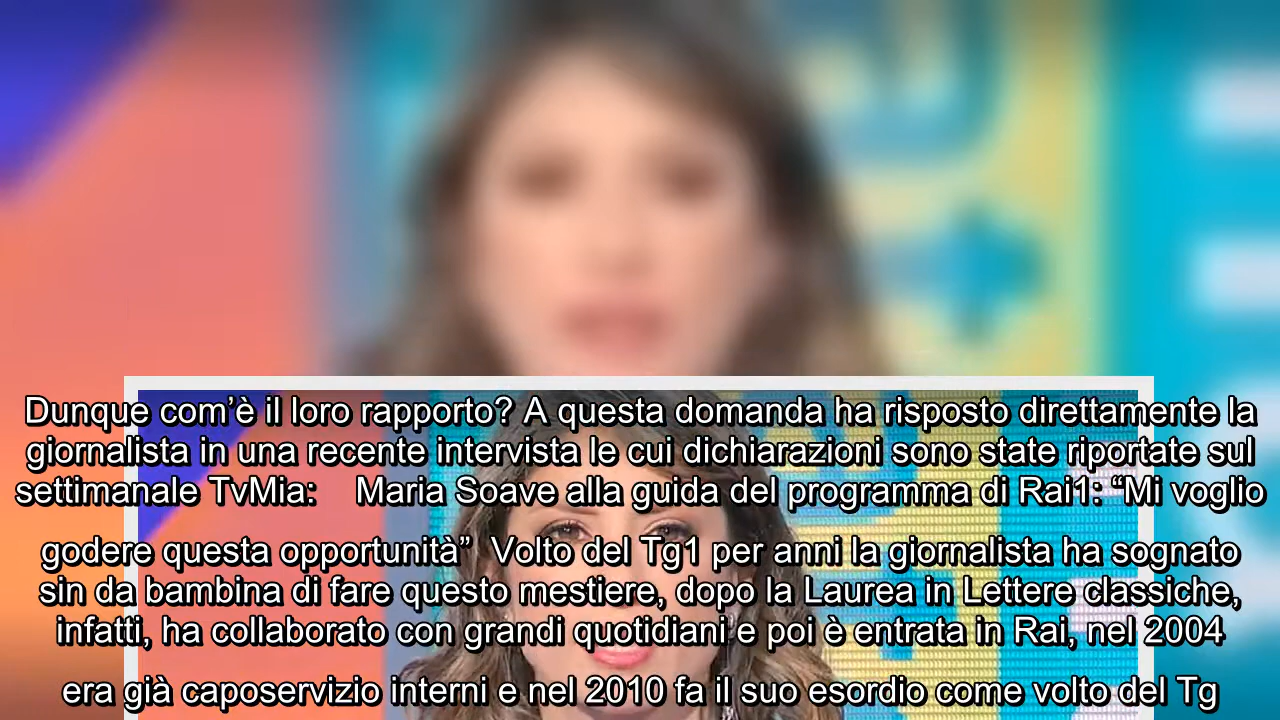 Dunque com’è il loro rapporto? A questa domanda ha risposto direttamente la
giornalista in una recente intervista le cui dichiarazioni sono state riportate sul
settimanale TvMia: Maria Soave alla guida del programma di Rai1: “Mi voglio
godere questa opportunità” Volto del Tg1 per anni la giornalista ha sognato
sin da bambina di fare questo mestiere, dopo la Laurea in Lettere classiche,
infatti, ha collaborato con grandi quotidiani e poi è entrata in Rai, nel 2004
era già caposervizio interni e nel 2010 fa il suo esordio come volto del Tg